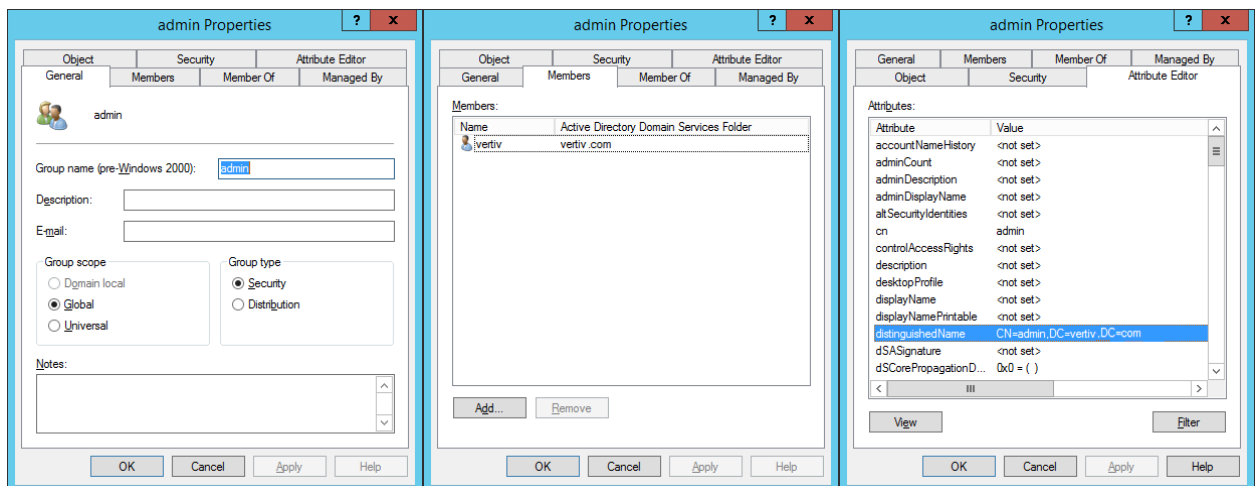 admin Properties
?
x
Object Security Attribute Editor
General Members Member Of Managed By
admin
Group name (pre-Windows 2000): admin
Description:
E-mail:
Group scope
Domain local
Global
Universal
Group type
Security
Distribution
Notes:
OK Cancel Apply Help
admin Properties
?
x
Object Security Attribute Editor
General Members Member Of Managed By
Members:
Name Active Directory Domain Services Folder
vertiv vertiv.com
Add... Remove
OK Cancel Apply Help
admin Properties
?
x
General Members Member Of Managed By
Object Security Attribute Editor
Attributes:
Attribute Value
accountNameHistory <not set>
adminCount <not set>
adminDescription <not set>
adminDisplayName <not set>
altSecurityIdentities <not set>
cn admin
controlAccessRights <not set>
description <not set>
desktopProfile <not set>
displayName <not set>
displayNamePrintable <not set>
distinguishedName CN=admin,DC=vertiv,DC=com
dSASignature <not set>
dSCorePropagationD... 0x0 = ( )
View Filter
OK Cancel Apply Help